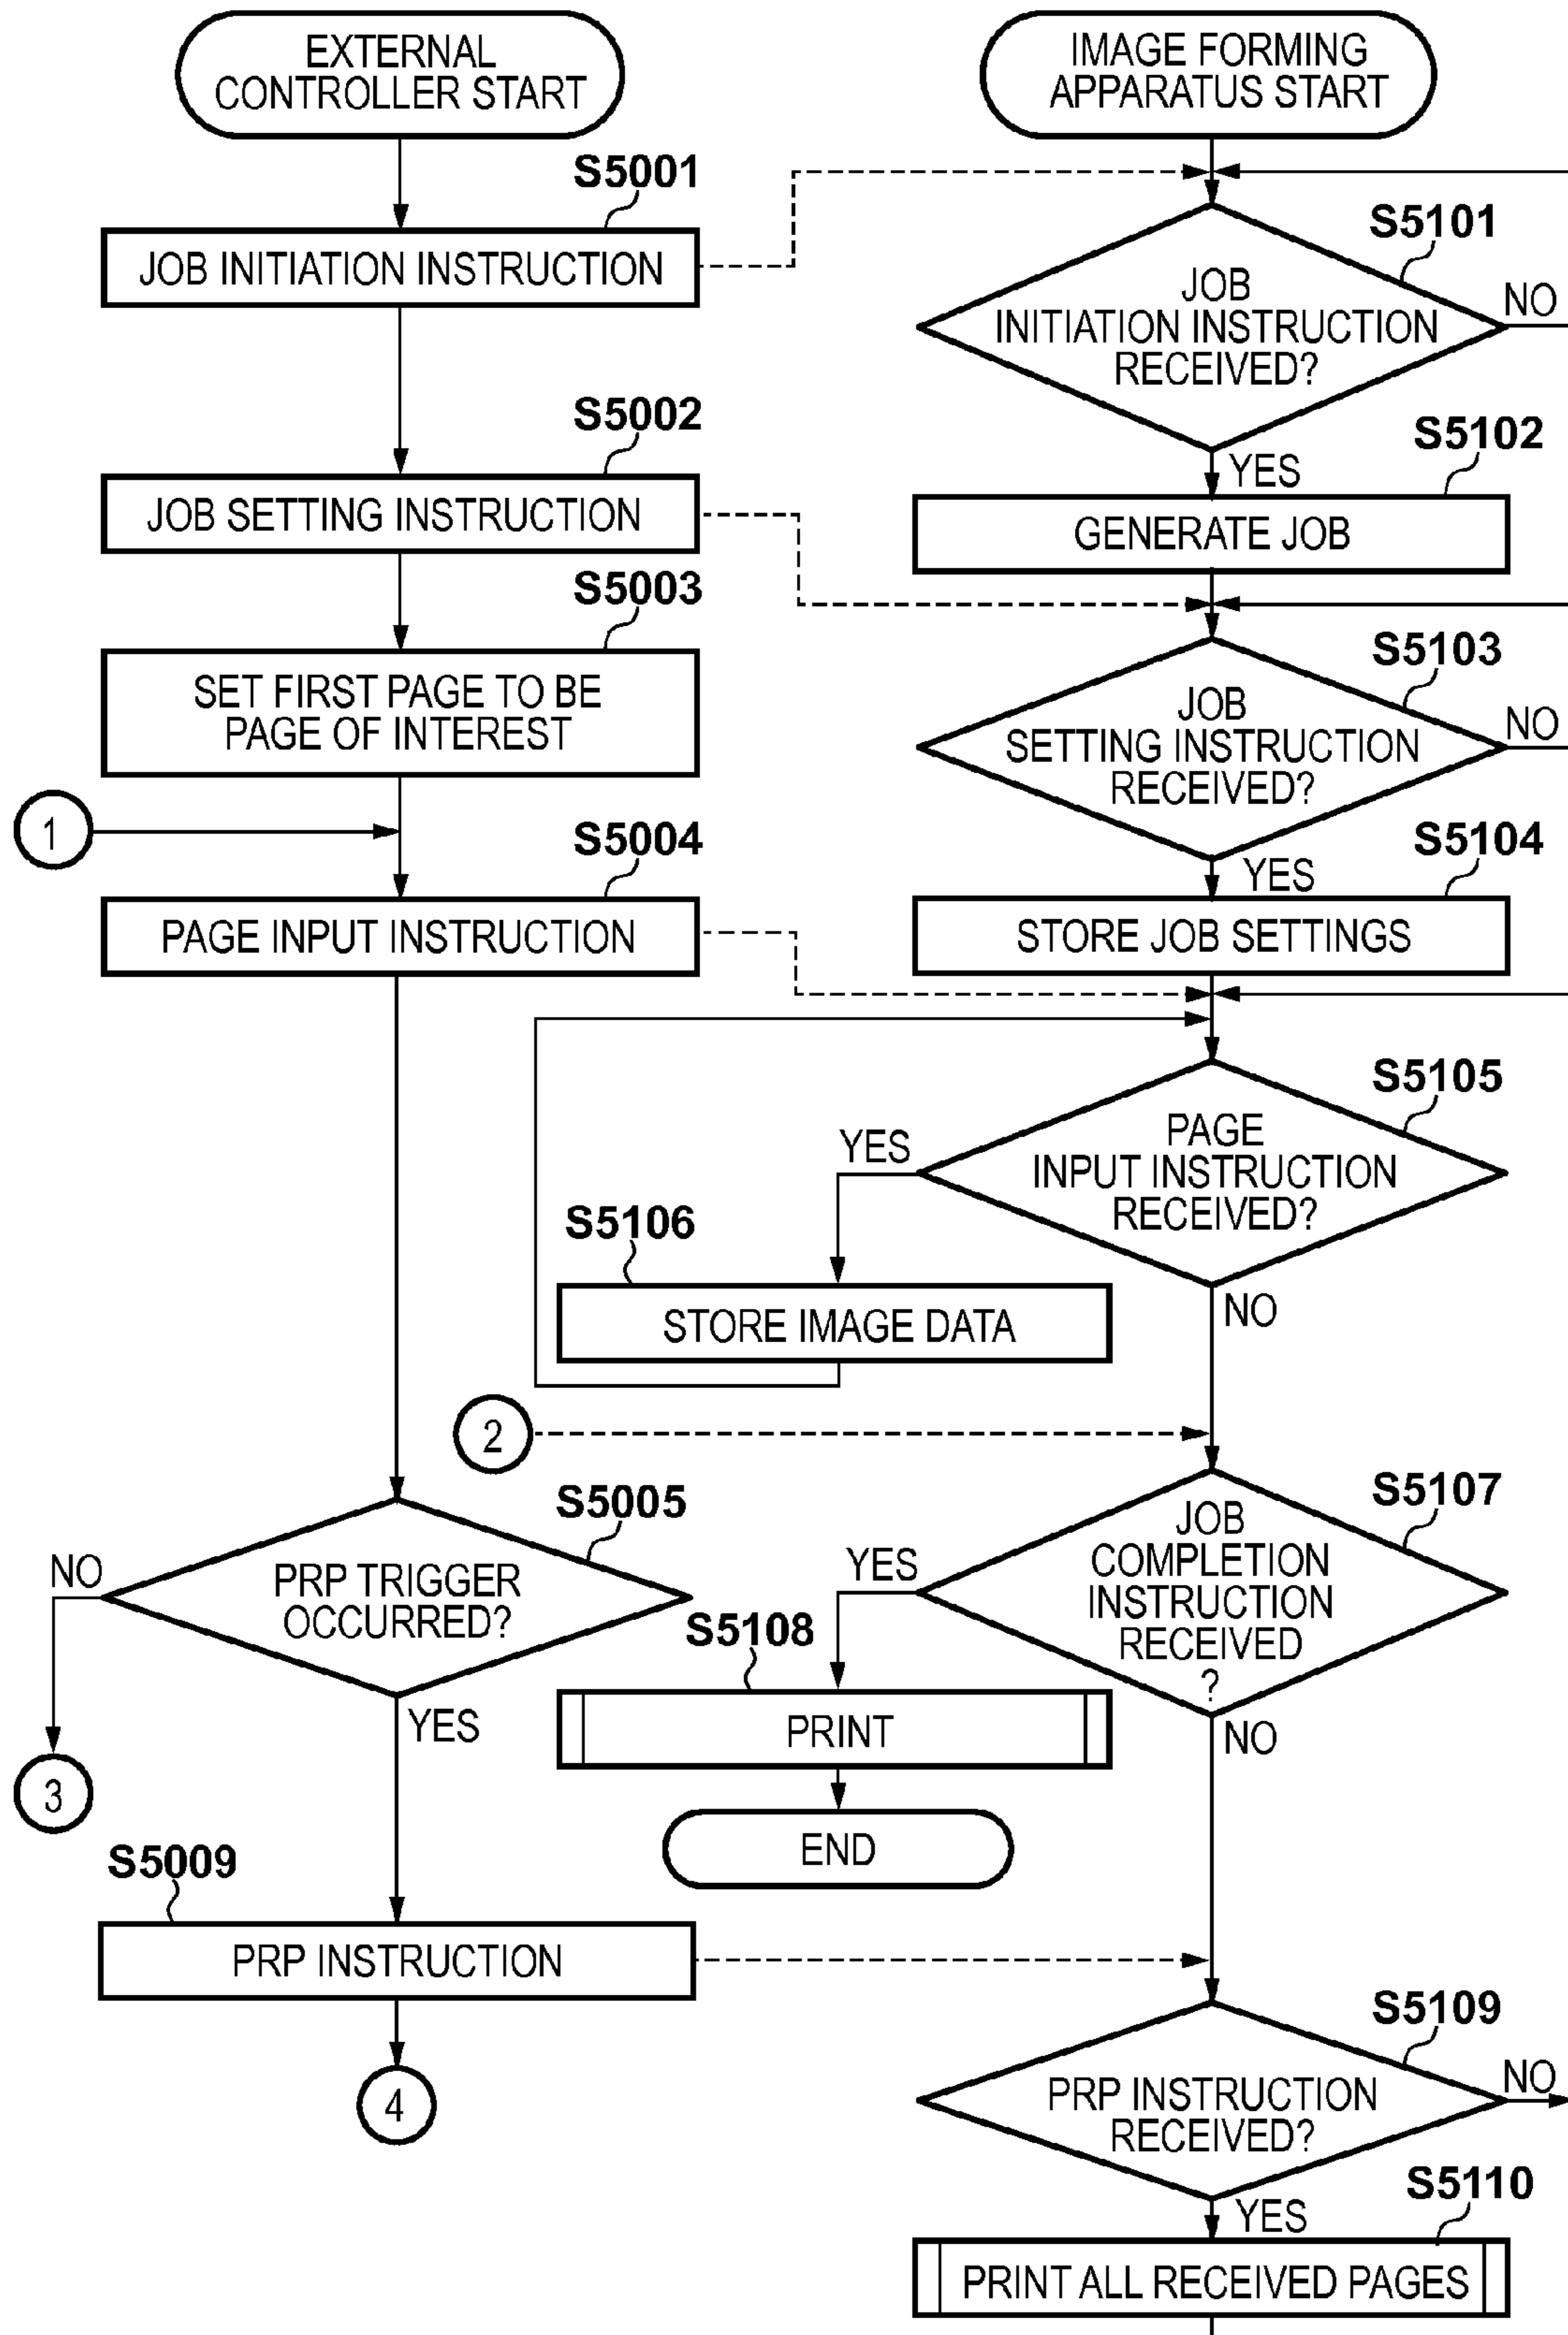 EXTERNAL
CONTROLLER START
S5001
JOB INITIATION INSTRUCTION
S5002
JOB SETTING INSTRUCTION
S5003
SET FIRST PAGE TO BE
PAGE OF INTEREST
1
S5004
PAGE INPUT INSTRUCTION
S5005
PRP TRIGGER
OCCURRED?
NO
3
YES
S5009
PRP INSTRUCTION
4
IMAGE FORMING
APPARATUS START
S5101
JOB
INITIATION INSTRUCTION
RECEIVED?
NO
YES
S5102
GENERATE JOB
S5103
JOB
SETTING INSTRUCTION
RECEIVED?
NO
YES
S5104
STORE JOB SETTINGS
S5105
PAGE
INPUT INSTRUCTION
RECEIVED?
YES
S5106
STORE IMAGE DATA
NO
2
S5107
JOB
COMPLETION
INSTRUCTION
RECEIVED
?
YES
S5108
PRINT
END
NO
S5109
PRP INSTRUCTION
RECEIVED?
NO
YES
S5110
PRINT ALL RECEIVED PAGES